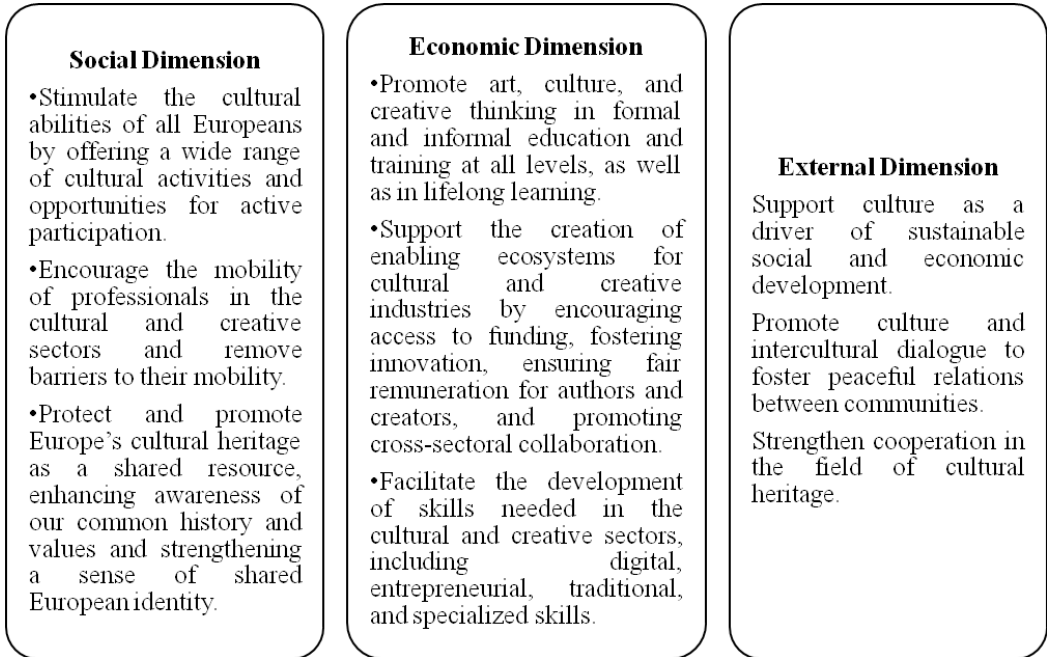 Social Dimension
•Stimulate the cultural
abilities of all Europeans
by offering a wide range
of cultural activities and
opportunities for active
participation.
•Encourage the mobility
of professionals in the
cultural and creative
sectors and remove
barriers to their mobility.
•Protect and promote
Europe’s cultural heritage
as a shared resource,
enhancing awareness of
our common history and
values and strengthening
a sense of shared
European identity.
Economic Dimension
•Promote art, culture, and
creative thinking in formal
and informal education and
training at all levels, as well
as in lifelong learning.
•Support the creation of
enabling ecosystems for
cultural and creative
industries by encouraging
access to funding, fostering
innovation, ensuring fair
remuneration for authors and
creators, and promoting
cross-sectoral collaboration.
•Facilitate the development
of skills needed in the
cultural and creative sectors,
including digital,
entrepreneurial, traditional,
and specialized skills.
External Dimension
Support culture as a
driver of sustainable
social and economic
development.
Promote culture and
intercultural dialogue to
foster peaceful relations
between communities.
Strengthen cooperation in
the field of cultural
heritage.